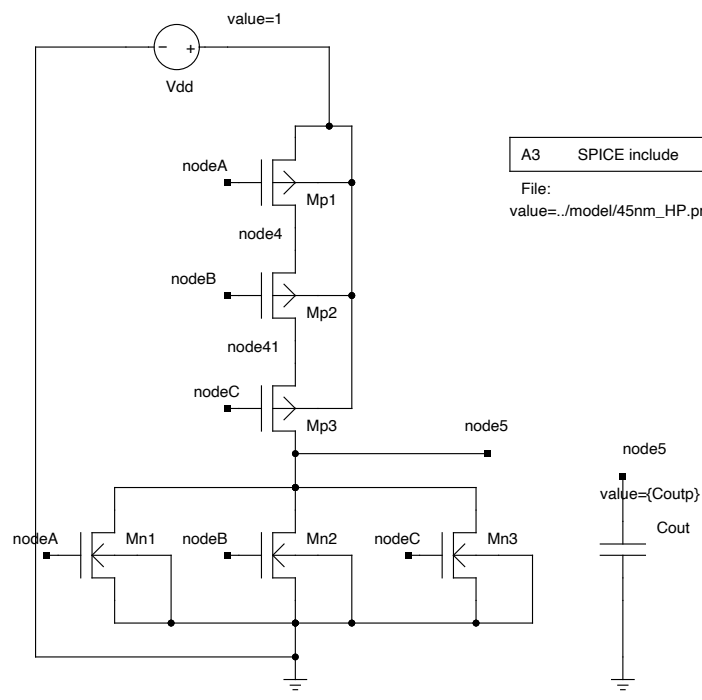 value=1
Vdd
nodeA
Mp1
A3 SPICE include
File:
value=../model/45nm_HP.pm
node4
nodeB
Mp2
node41
nodeC
Mp3
node5
node5
value={Coutp}
Cout
nodeA
Mn1
nodeB
Mn2
nodeC
Mn3